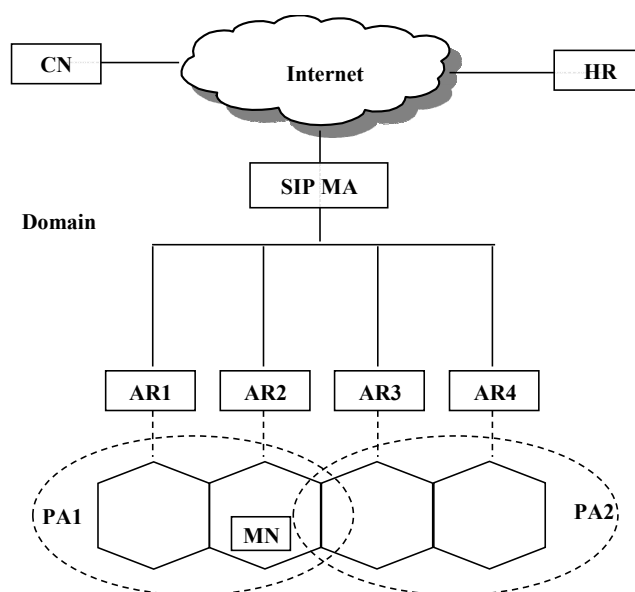 CN
Internet
HR
SIP MA
Domain
AR1
AR2
AR3
AR4
PA1
MN
PA2